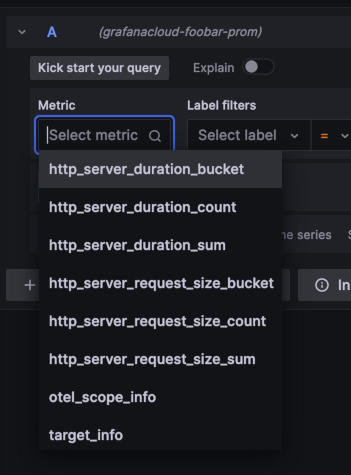 A (grafanacloud-foobar-prom)
Kick start your query Explain
Metric Label filters
Select metric Select label =
http_server_duration_bucket
http_server_duration_count
http_server_duration_sum
me series
http_server_request_size_bucket
+ In
http_server_request_size_count
http_server_request_size_sum
otel_scope_info
target_info